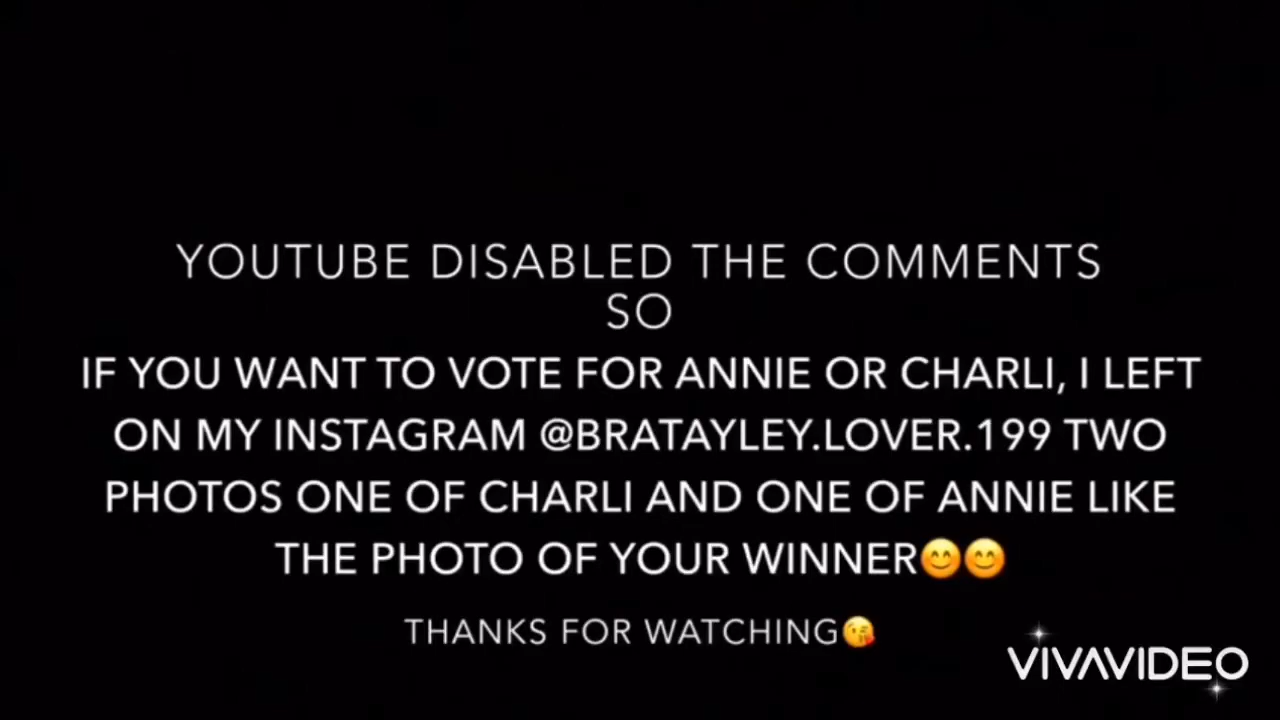 YOUTUBE DISABLED THE COMMENTS
SO
IF YOU WANT TO VOTE FOR ANNIE OR CHARLI, I LEFT
ON MY INSTAGRAM @BRATAYLEY.LOVER.199 TWO
PHOTOS ONE OF CHARLI AND ONE OF ANNIE LIKE
THE PHOTO OF YOUR WINNER😊😊
THANKS FOR WATCHING😘
VIVAVIDEO